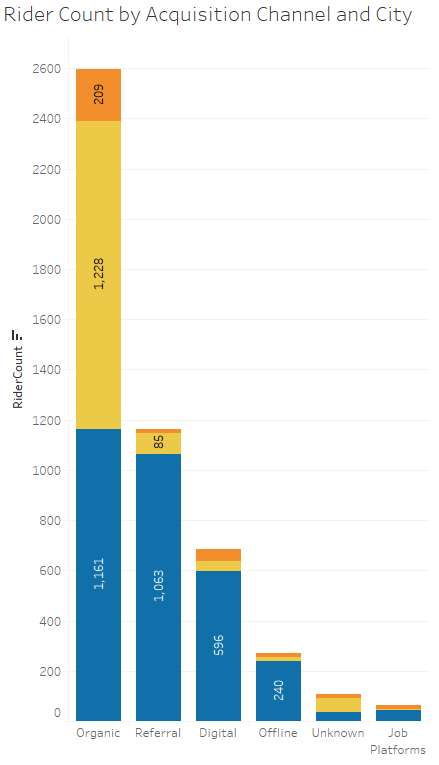 Rider Count by Acquisition Channel and City
RiderCount
2600
2400
2200
2000
1800
1600
1400
1200
1000
800
600
400
200
0
209
1,228
1,161
85
1,063
596
240
Organic
Referral
Digital
Offline
Unknown
Job
Platforms